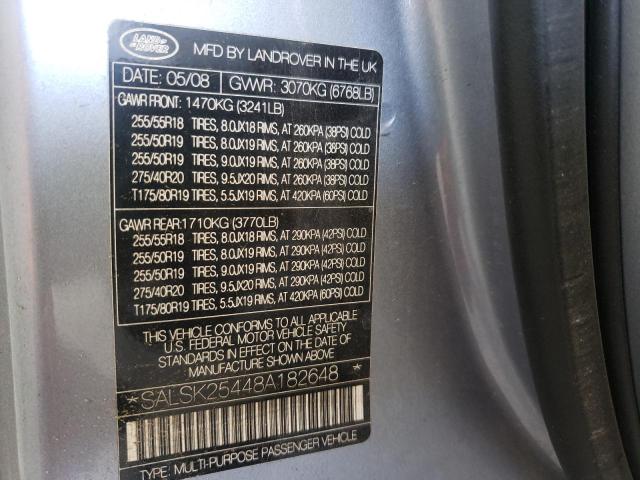 LAND ROVER
MFD BY LANDROVER IN THE UK
DATE: 05/08 GVWR: 3070KG (6768LB)
GAWR FRONT: 1470KG (3241LB)
255/55R18 TIRES, 8.0JX18 RIMS, AT 260KPA (38PSI) COLD
255/50R19 TIRES, 8.0JX19 RIMS, AT 260KPA (38PSI) COLD
255/50R19 TIRES, 9.0JX19 RIMS, AT 260KPA (38PSI) COLD
275/40R20 TIRES, 9.5JX20 RIMS, AT 260KPA (38PSI) COLD
T175/80R19 TIRES, 5.5JX19 RIMS, AT 420KPA (60PSI) COLD
GAWR REAR: 1710KG (3770LB)
255/55R18 TIRES, 8.0JX18 RIMS, AT 290KPA (42PSI) COLD
255/50R19 TIRES, 8.0JX19 RIMS, AT 290KPA (42PSI) COLD
255/50R19 TIRES, 9.0JX19 RIMS, AT 290KPA (42PSI) COLD
275/40R20 TIRES, 9.5JX20 RIMS, AT 290KPA (42PSI) COLD
T175/80R19 TIRES, 5.5JX19 RIMS, AT 420KPA (60PSI) COLD
THIS VEHICLE CONFORMS TO ALL APPLICABLE
U.S. FEDERAL MOTOR VEHICLE SAFETY
STANDARDS IN EFFECT ON THE DATE OF
MANUFACTURE SHOWN ABOVE
* SALSK25448A182648 *
TYPE: MULTI-PURPOSE PASSENGER VEHICLE